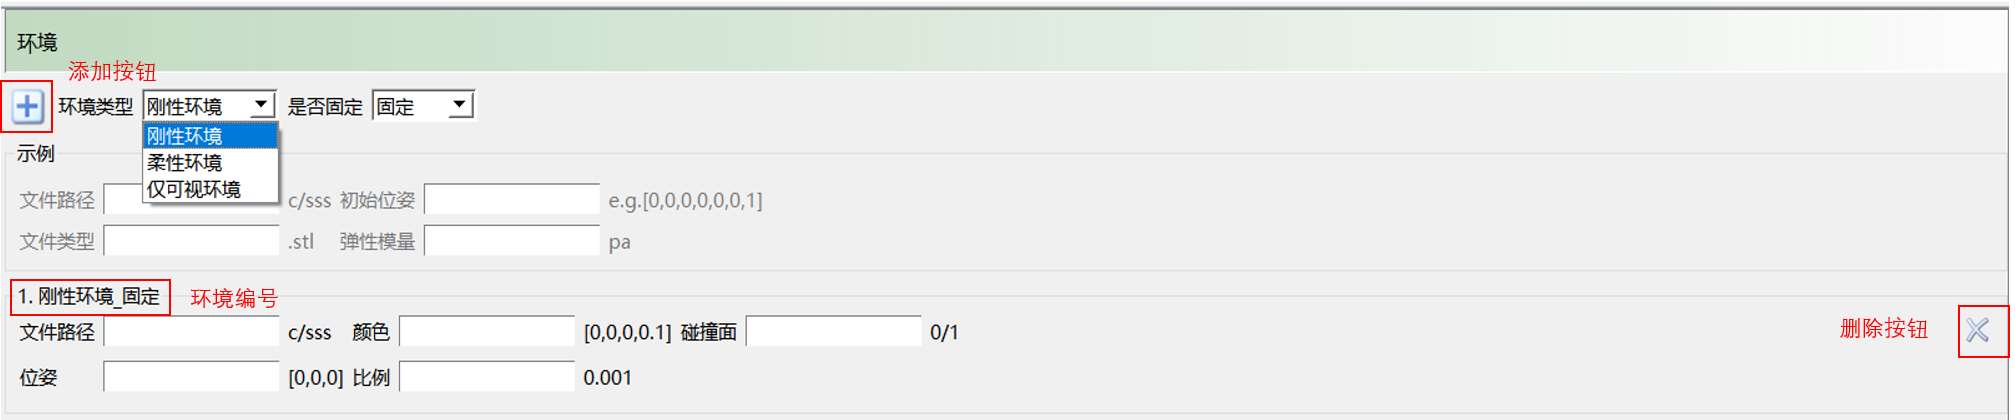 环境
添加按钮
环境类型 刚性环境 是否固定 固定
刚性环境
柔性环境
仅可视环境
示例
文件路径 c/sss 初始位姿 e.g.[0,0,0,0,0,0,1]
文件类型 .stl 弹性模量 pa
1. 刚性环境_固定 环境编号
文件路径 c/sss 颜色 [0,0,0,0.1] 碰撞面 0/1
删除按钮
位姿 [0,0,0] 比例 0.001